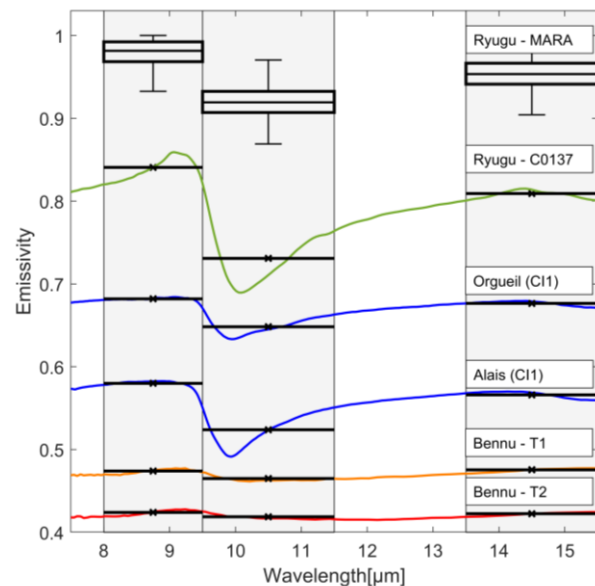 1
Ryugu - MARA
0.9
Ryugu - C0137
0.8
0.7
Orgueil (CI1)
0.6
Alais (CI1)
0.5
Bennu - T1
Bennu - T2
0.4
8 9 10 11 12 13 14 15
Emissivity
Wavelength[μm]